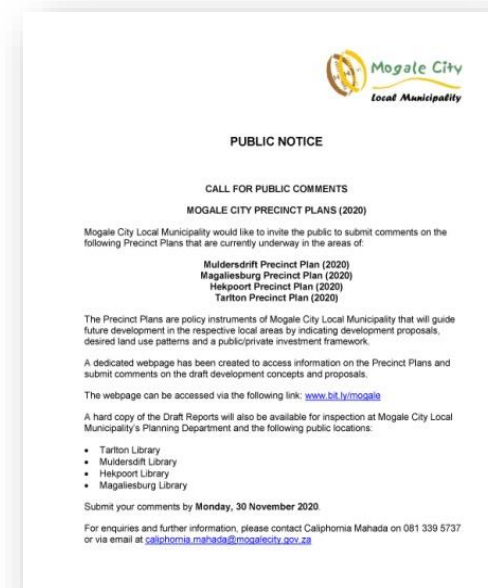 Mogale City
Local Municipality
PUBLIC NOTICE
CALL FOR PUBLIC COMMENTS
MOGALE CITY PRECINCT PLANS (2020)
Mogale City Local Municipality would like to invite the public to submit comments on the
following Precinct Plans that are currently underway in the areas of:
Muldersdrift Precinct Plan (2020)
Magaliesburg Precinct Plan (2020)
Hekpoort Precinct Plan (2020)
Tarlton Precinct Plan (2020)
The Precinct Plans are policy instruments of Mogale City Local Municipality that will guide
future development in the respective local areas by indicating development proposals,
desired land use patterns and a public/private investment framework.
A dedicated webpage has been created to access information on the Precinct Plans and
submit comments on the draft development concepts and proposals.
The webpage can be accessed via the following link: www.bit.ly/mogale
A hard copy of the Draft Reports will also be available for inspection at Mogale City Local
Municipality's Planning Department and the following public locations:
• Tarlton Library
• Muldersdift Library
• Hekpoort Library
• Magaliesburg Library
Submit your comments by Monday, 30 November 2020.
For enquiries and further information, please contact Caliphornia Mahada on 081 339 5737
or via email at caliphornia.mahada@mogalecity.gov.za